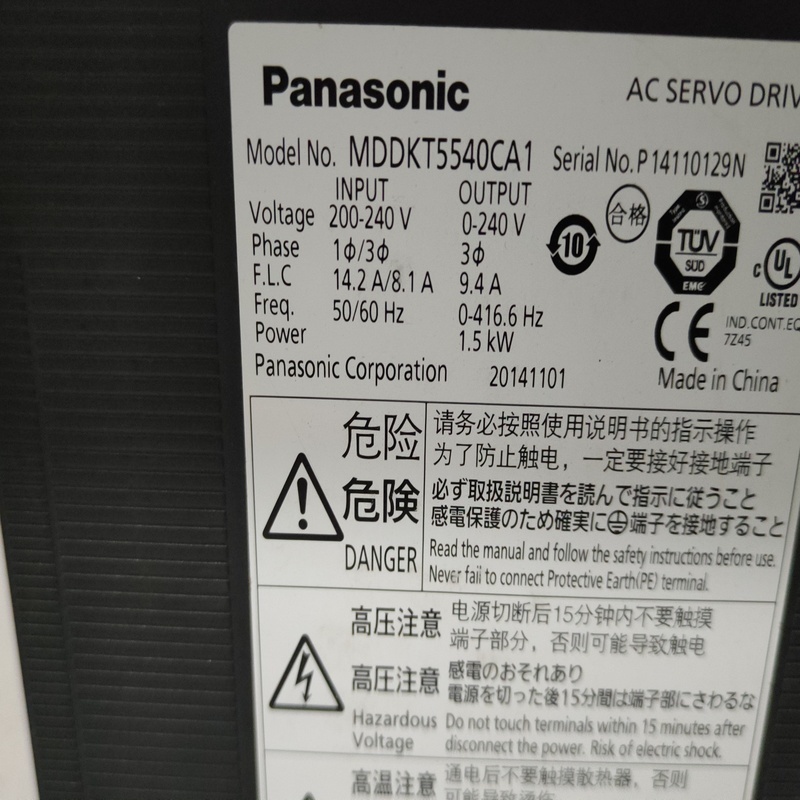 Panasonic AC SERVO DRIV
Model No. MDDKT5540CA1 Serial No. P14110129N
INPUT OUTPUT
Voltage 200-240 V 0-240 V
Phase 1ϕ/3ϕ 3ϕ
F.L.C 14.2 A/8.1 A 9.4 A
Freq. 50/60 Hz 0-416.6 Hz
Power 1.5 kW
Panasonic Corporation 20141101
10
合格
TÜV
SÜD
EMC
C UL
LISTED
CE
IND.CONT.EQ
7Z45
Made in China
危险
请务必按照使用说明书的指示操作
为了防止触电，一定要接好接地端子
危険
必ず取扱説明書を読んで指示に従うこと
感電保護のため確実に⏚端子を接地すること
DANGER
Read the manual and follow the safety instructions before use.
Never fail to connect Protective Earth(PE) terminal.
高压注意
电源切断后15分钟内不要触摸
端子部分，否则可能导致触电
高圧注意
感電のおそれあり
電源を切った後15分間は端子部にさわるな
Hazardous
Voltage
Do not touch terminals within 15 minutes after
disconnect the power. Risk of electric shock.
高温注意
通电后不要触摸散热器，否则
可能导致烫伤